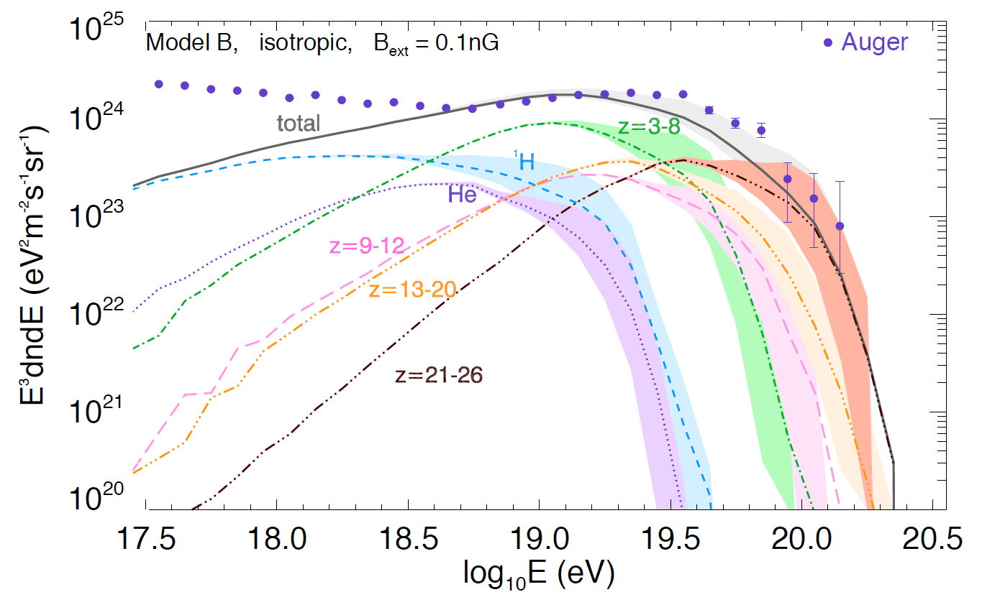 10²⁵
Model B, isotropic, B_ext = 0.1nG
Auger
10²⁴
total
z=3-8
¹H
He
10²³
z=9-12
z=13-20
10²²
z=21-26
10²¹
10²⁰
E³dndE (eV²m⁻²s⁻¹sr⁻¹)
17.5 18.0 18.5 19.0 19.5 20.0 20.5
log₁₀E (eV)